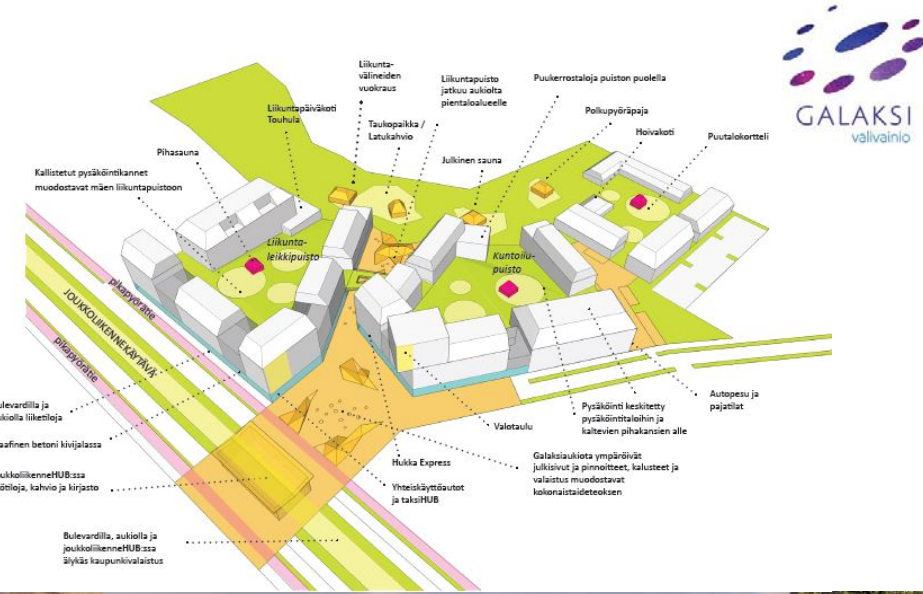 GALAKSI
valivainio
Liikunta-
välineiden
vuokraus
Liikuntapuisto
jatkuu aukiolta
pientaloalueelle
Puukerrostaloja puiston puolella
Liikuntapäiväkoti
Touhula
Taukopaikka /
Latukahvio
Polkupyöräpaja
Hoivakoti
Puutalokortteli
Pihasauna
Julkinen sauna
Kallistetut pysäköintikannet
muodostavat mäen liikuntapuistoon
Liikunta-
leikkipuisto
Kuntoilu-
puisto
pikapyörätie
JOUKKOLIIKENNEKÄYTÄVÄ
pikapyörätie
ulevardilla ja
ukiolla liiketiloja
aafinen betoni kivijalassa
ukkoliikenneHUB:ssa
ötiloja, kahvio ja kirjasto
Bulevardilla, aukiolla ja
joukkoliikenneHUB:ssa
älykäs kaupunkivalaistus
Hukka Express
Yhteiskäyttöautot
ja taksiHUB
Valotaulu
Galaksiaukiota ympäröivät
julkisivut ja pinnoitteet, kalusteet ja
valaistus muodostavat
kokonaistaideteoksen
Pysäköinti keskitetty
pysäköintitaloihin ja
kaltevien pihakansien alle
Autopesu ja
pajatilat